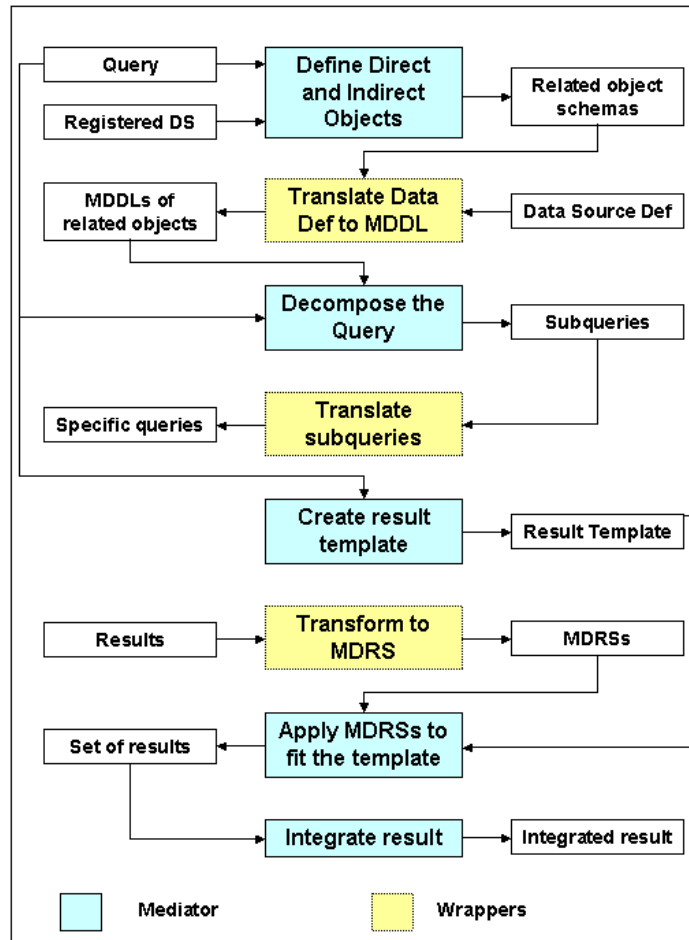 Query
Define Direct
and Indirect
Objects
Related object
schemas
Registered DS
MDDLs of
related objects
Translate Data
Def to MDDL
Data Source Def
Decompose the
Query
Subqueries
Specific queries
Translate
subqueries
Create result
template
Result Template
Results
Transform to
MDRS
MDRSs
Set of results
Apply MDRSs to
fit the template
Integrate result
Integrated result
Mediator
Wrappers